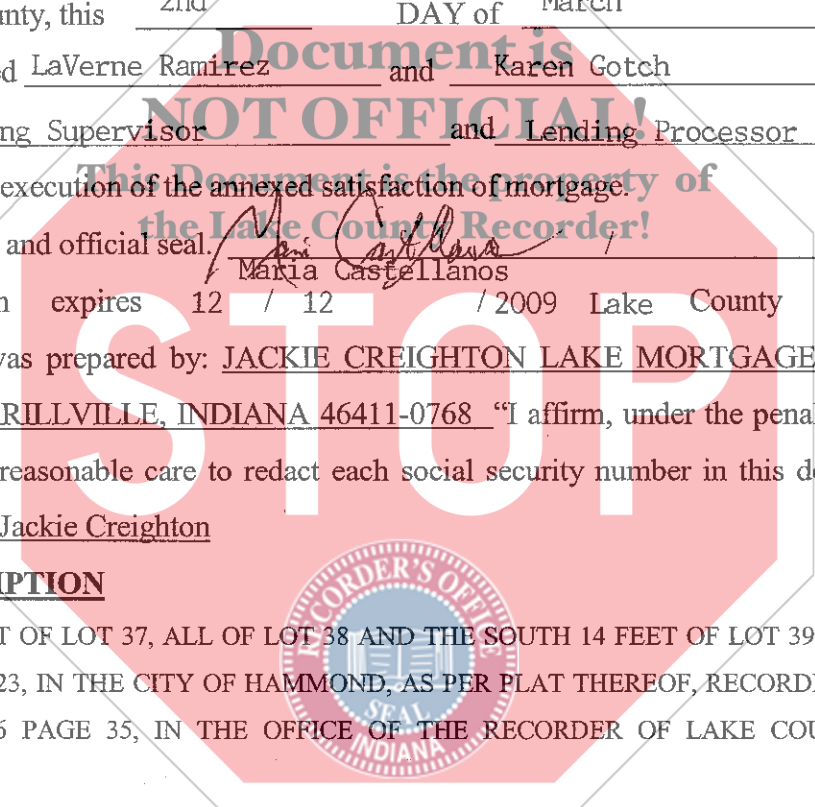 unty, this 2nd DAY of March
Document is
ed LaVerne Ramirez and Karen Gotch
NOT OFFICIAL!
ng Supervisor and Lending Processor
This Document is the property of
execution of the annexed satisfaction of mortgage.
the Lake County Recorder!
and official seal.
Maria Castellanos
n expires 12 / 12 / 2009 Lake County
STOP
was prepared by: JACKIE CREIGHTON LAKE MORTGAGE
RILLVILLE, INDIANA 46411-0768 "I affirm, under the penal
reasonable care to redact each social security number in this d
Jackie Creighton
RECORDER'S OFFICE
IPTION
T OF LOT 37, ALL OF LOT 38 AND THE SOUTH 14 FEET OF LOT 39
23, IN THE CITY OF HAMMOND, AS PER PLAT THEREOF, RECORD
SEAL
6 PAGE 35, IN THE OFFICE OF THE RECORDER OF LAKE COU
INDIANA